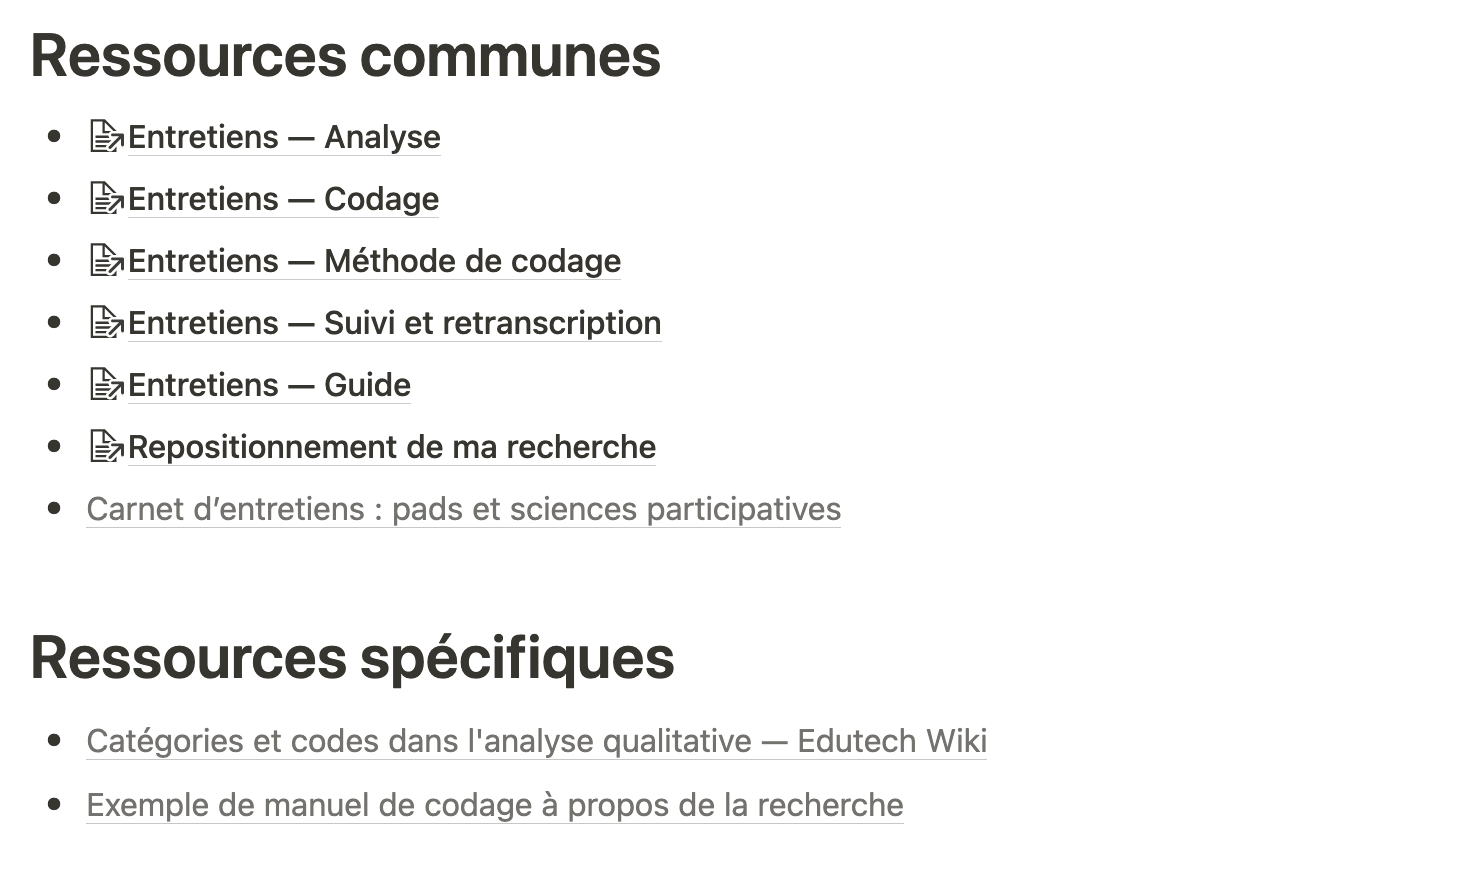 Ressources communes
Entretiens — Analyse
Entretiens — Codage
Entretiens — Méthode de codage
Entretiens — Suivi et retranscription
Entretiens — Guide
Repositionnement de ma recherche
Carnet d’entretiens : pads et sciences participatives
Ressources spécifiques
Catégories et codes dans l'analyse qualitative — Edutech Wiki
Exemple de manuel de codage à propos de la recherche